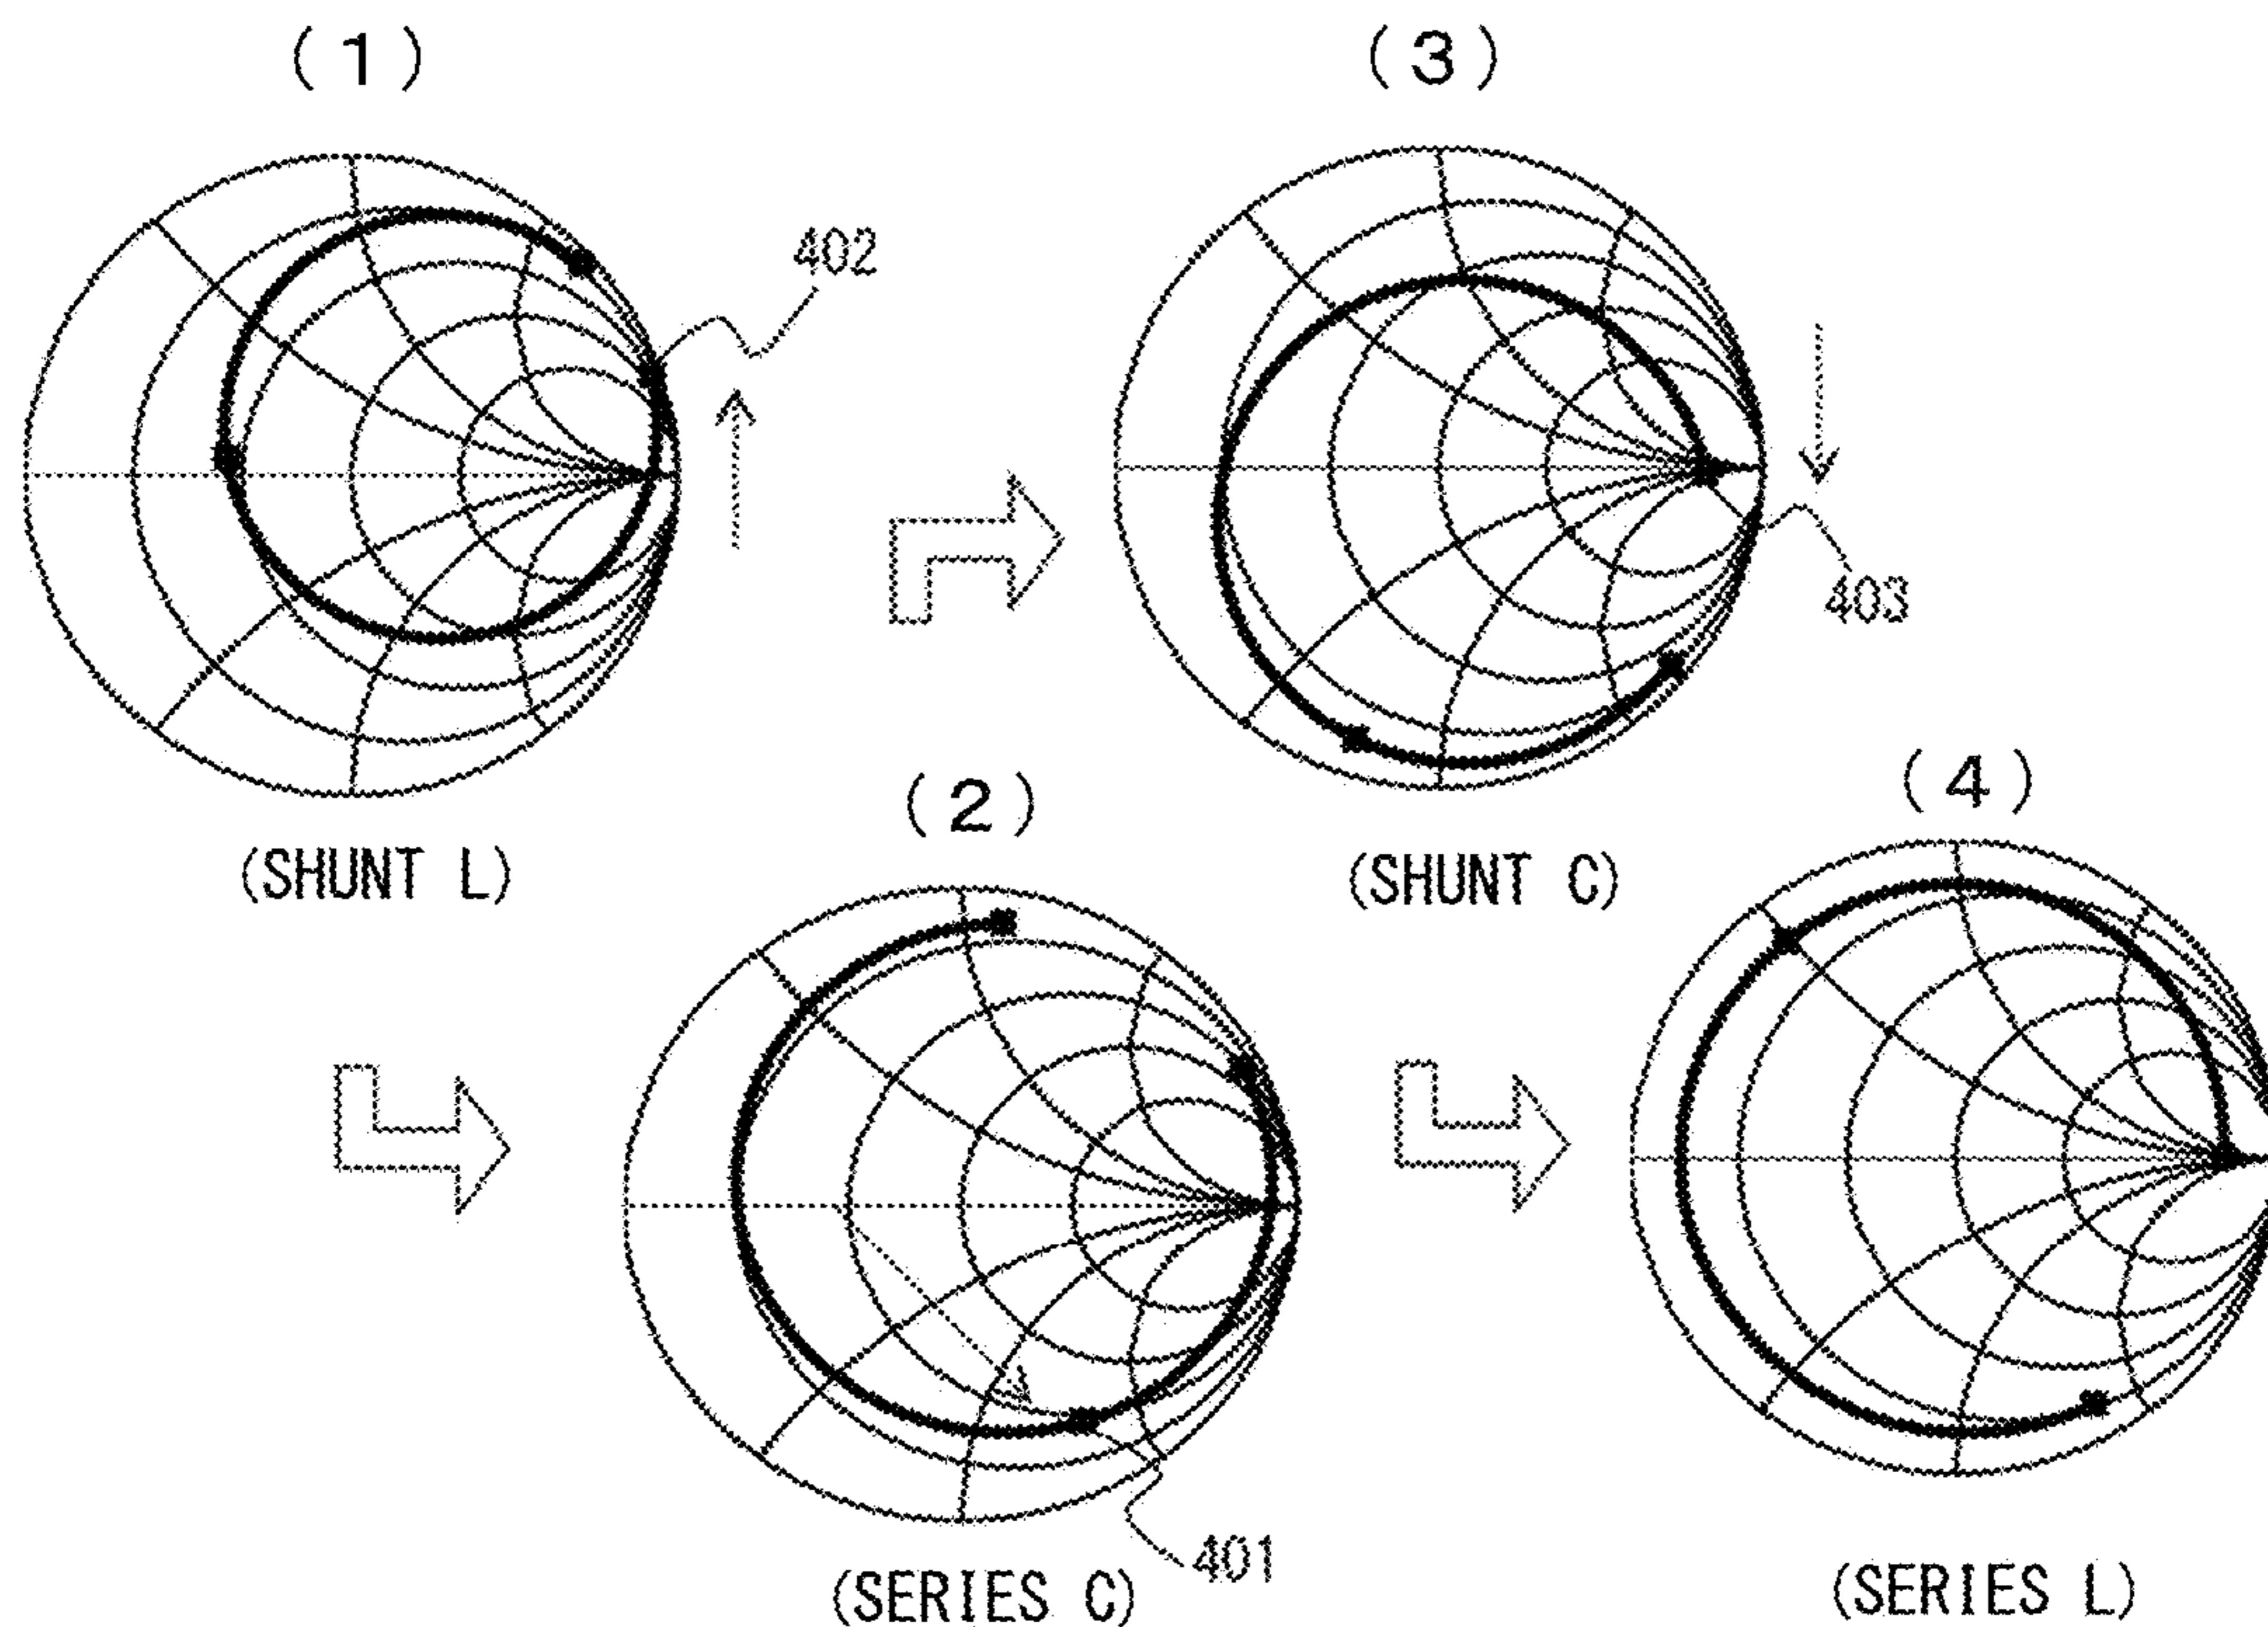 (1)
(3)
402
403
(2)
(4)
(SHUNT L)
(SHUNT C)
401
(SERIES C)
(SERIES L)